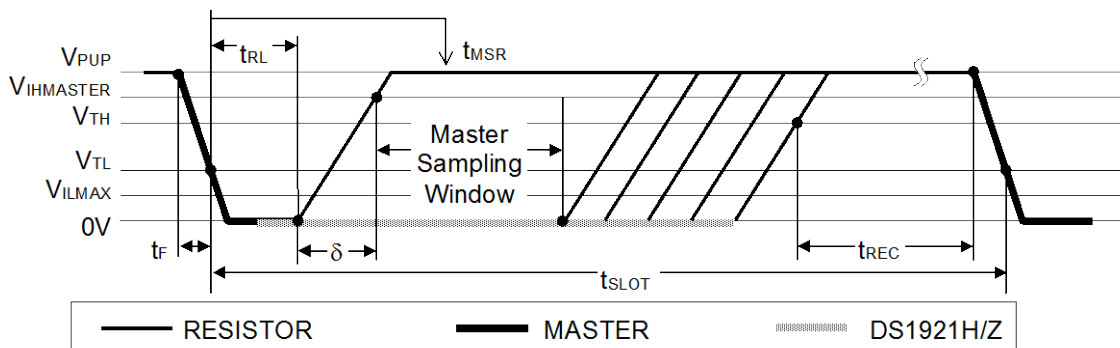 tRL
tMSR
VPUP
VIHMASTER
VTH
VTL
VILMAX
0V
Master
Sampling
Window
tF
δ
tREC
tSLOT
RESISTOR MASTER DS1921H/Z